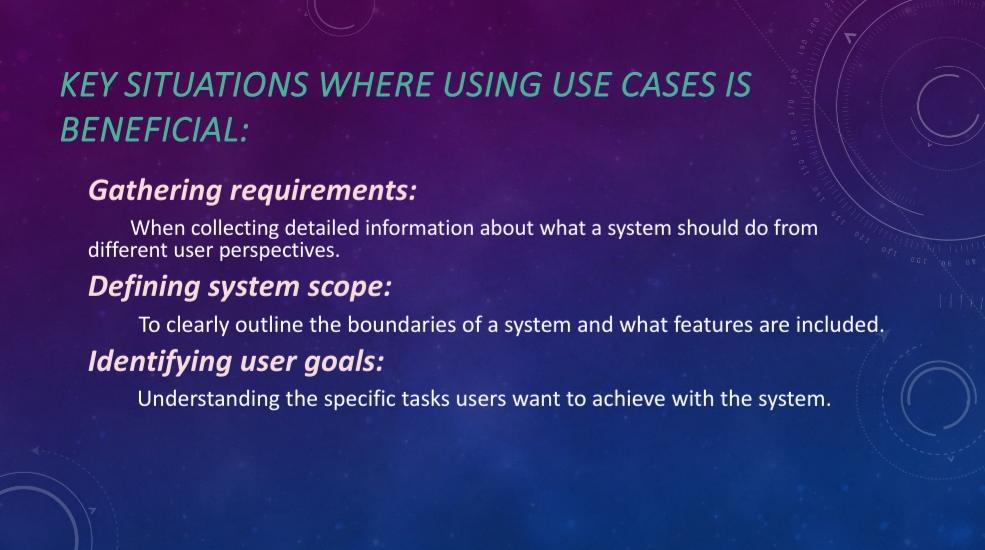 KEY SITUATIONS WHERE USING USE CASES IS
BENEFICIAL:
Gathering requirements:
When collecting detailed information about what a system should do from
different user perspectives.
Defining system scope:
To clearly outline the boundaries of a system and what features are included.
Identifying user goals:
Understanding the specific tasks users want to achieve with the system.